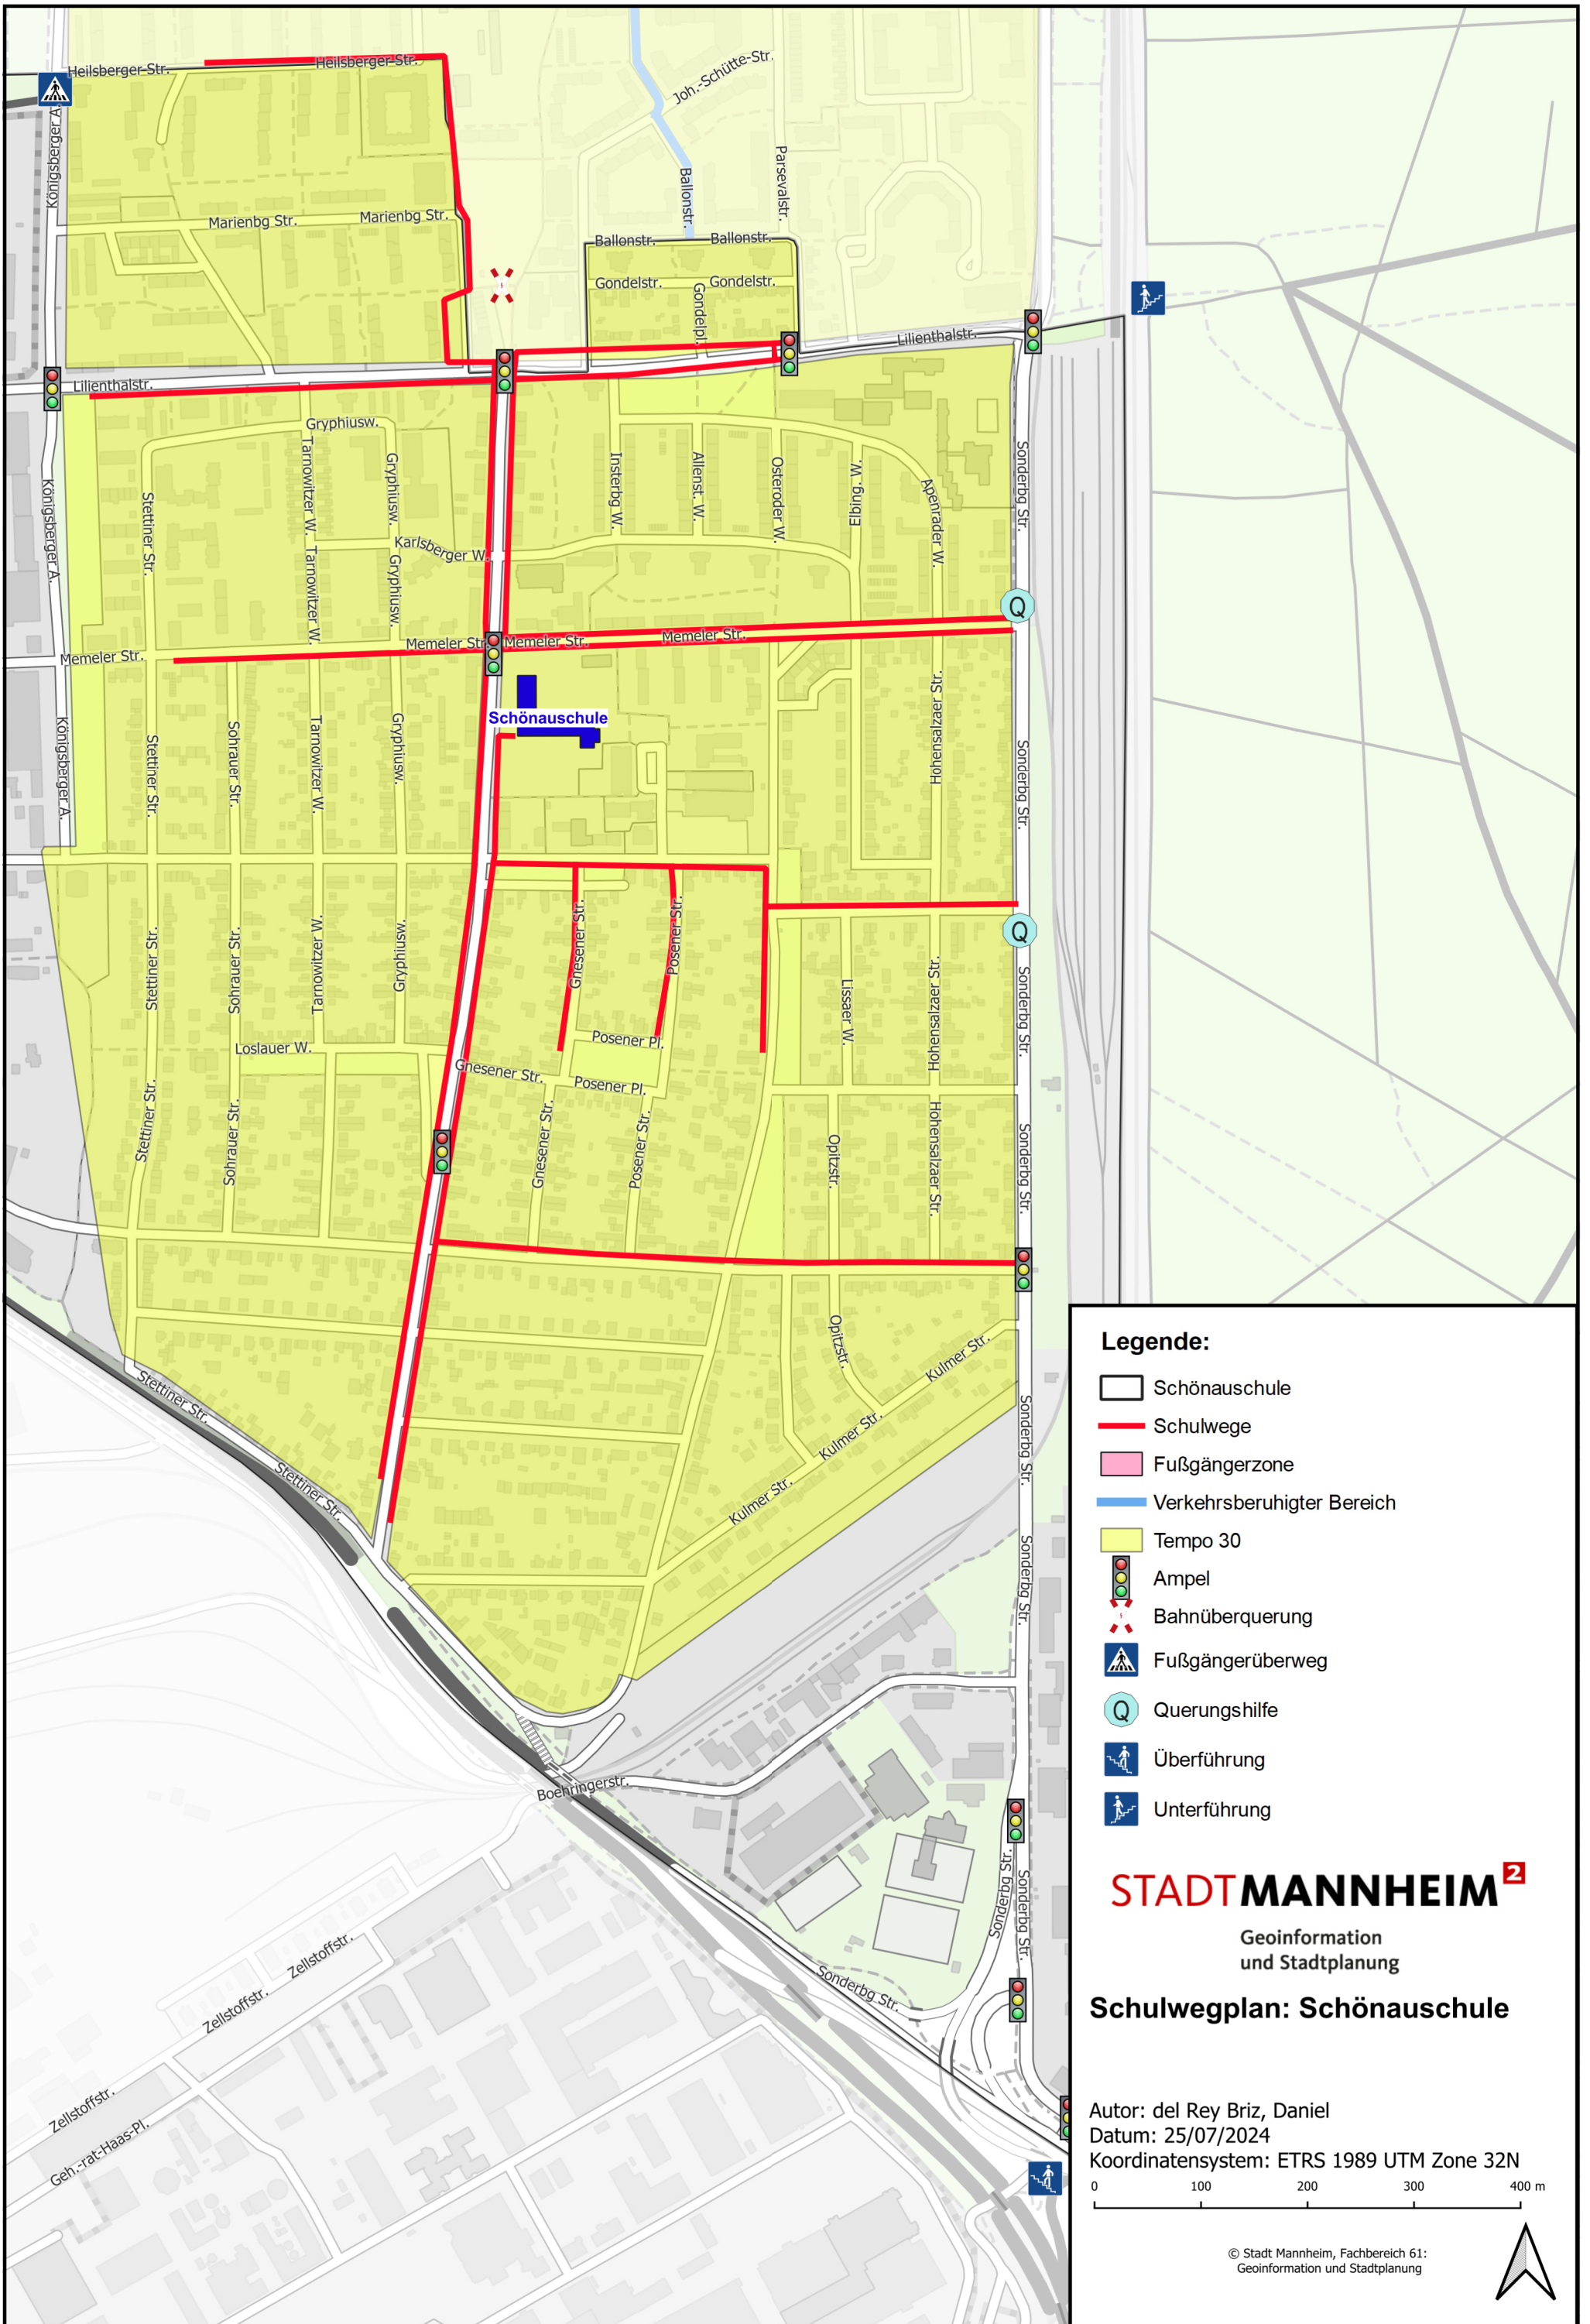 Heilsberger Str.
Heilsberger Str.
Joh.-Schütte-Str.
Königsberger A.
Parsevalstr.
Ballonstr.
Marienbg Str.
Marienbg Str.
Ballonstr.
Ballonstr.
Gondelstr.
Gondelstr.
Gondelpl.
Lilienthalstr.
Lilienthalstr.
Gryphiusw.
Tarnowitzer W.
Gryphiusw.
Insterbg W.
Allenst. W.
Osteroder W.
Elbing. W.
Apenrader W.
Sonderbg Str.
Königsberger A.
Stettiner Str.
Karlsberger W.
Tarnowitzer W.
Gryphiusw.
Q
Memeler Str.
Memeler Str.
Memeler Str.
Memeler Str.
Schönauschule
Königsberger A.
Stettiner Str.
Sohrauer Str.
Tarnowitzer W.
Gryphiusw.
Hohensalzaer Str.
Sonderbg Str.
Q
Stettiner Str.
Sohrauer Str.
Tarnowitzer W.
Gryphiusw.
Gnesener Str.
Posener Str.
Lissaer W.
Hohensalzaer Str.
Sonderbg Str.
Loslauer W.
Posener Pl.
Gnesener Str.
Posener Pl.
Stettiner Str.
Sohrauer Str.
Gnesener Str.
Posener Str.
Opitzstr.
Hohensalzaer Str.
Sonderbg Str.
Opitzstr.
Kulmer Str.
Kulmer Str.
Kulmer Str.
Stettiner Str.
Stettiner Str.
Sonderbg Str.
Sonderbg Str.
Boehringerstr.
Sonderbg Str.
Sonderbg Str.
Sonderbg Str.
Zellstoffstr.
Zellstoffstr.
Zellstoffstr.
Geh.-rat-Haas-Pl.
Legende:
Schönauschule
Schulwege
Fußgängerzone
Verkehrsberuhigter Bereich
Tempo 30
Ampel
Bahnüberquerung
Fußgängerüberweg
Q Querungshilfe
Überführung
Unterführung
STADTMANNHEIM²
Geoinformation
und Stadtplanung
Schulwegplan: Schönauschule
Autor: del Rey Briz, Daniel
Datum: 25/07/2024
Koordinatensystem: ETRS 1989 UTM Zone 32N
0 100 200 300 400 m
© Stadt Mannheim, Fachbereich 61:
Geoinformation und Stadtplanung